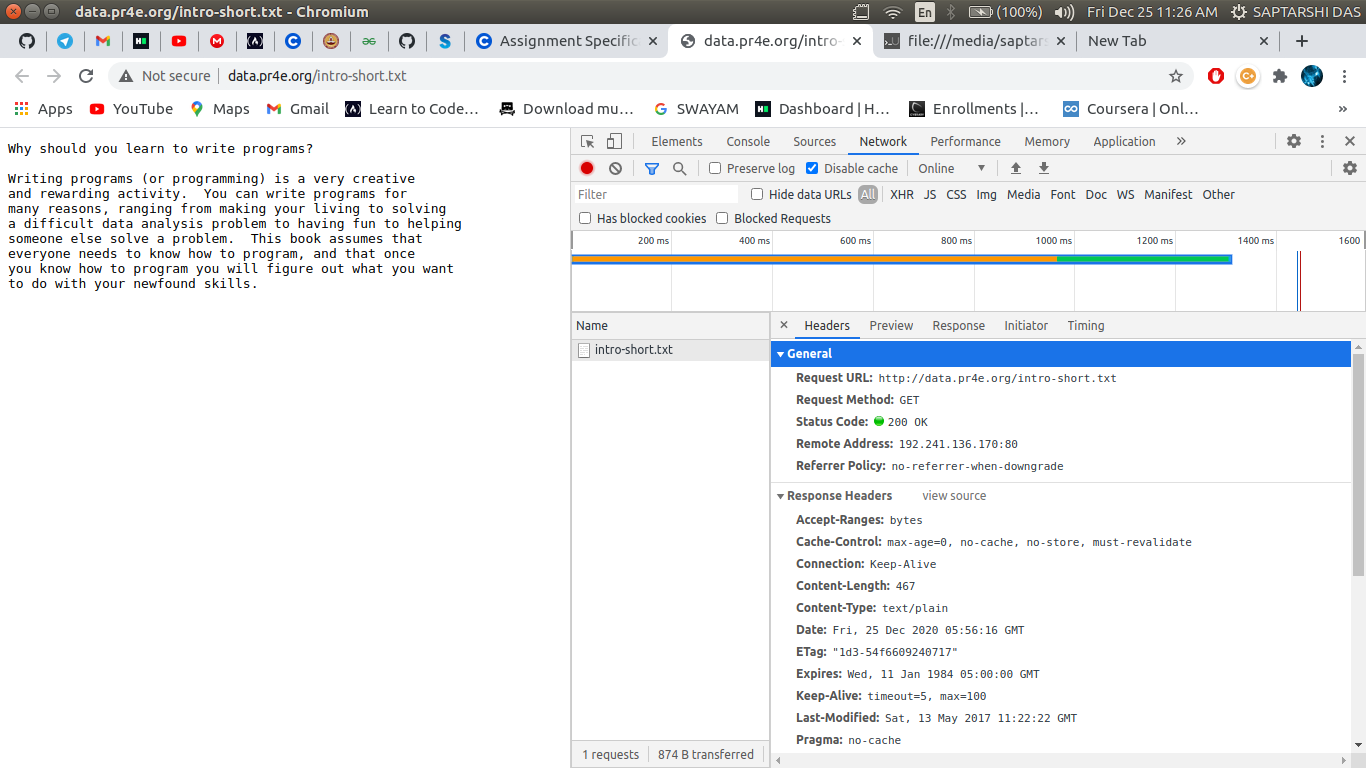 data.pr4e.org/intro-short.txt - Chromium
En (100%) Fri Dec 25 11:26 AM SAPTARSHI DAS
Assignment Specific data.pr4e.org/intro- file:///media/saptars New Tab
Not secure data.pr4e.org/intro-short.txt
Apps YouTube Maps Gmail Learn to Code… Download mu… SWAYAM Dashboard | H… Enrollments |… Coursera | Onl… »
Why should you learn to write programs?
Writing programs (or programming) is a very creative
and rewarding activity.  You can write programs for
many reasons, ranging from making your living to solving
a difficult data analysis problem to having fun to helping
someone else solve a problem.  This book assumes that
everyone needs to know how to program, and that once
you know how to program you will figure out what you want
to do with your newfound skills.
Elements Console Sources Network Performance Memory Application »
Preserve log Disable cache Online
Filter Hide data URLs All XHR JS CSS Img Media Font Doc WS Manifest Other
Has blocked cookies Blocked Requests
200 ms 400 ms 600 ms 800 ms 1000 ms 1200 ms 1400 ms 1600
Name
intro-short.txt
1 requests 874 B transferred
Headers Preview Response Initiator Timing
General
Request URL: http://data.pr4e.org/intro-short.txt
Request Method: GET
Status Code: 200 OK
Remote Address: 192.241.136.170:80
Referrer Policy: no-referrer-when-downgrade
Response Headers view source
Accept-Ranges: bytes
Cache-Control: max-age=0, no-cache, no-store, must-revalidate
Connection: Keep-Alive
Content-Length: 467
Content-Type: text/plain
Date: Fri, 25 Dec 2020 05:56:16 GMT
ETag: "1d3-54f6609240717"
Expires: Wed, 11 Jan 1984 05:00:00 GMT
Keep-Alive: timeout=5, max=100
Last-Modified: Sat, 13 May 2017 11:22:22 GMT
Pragma: no-cache